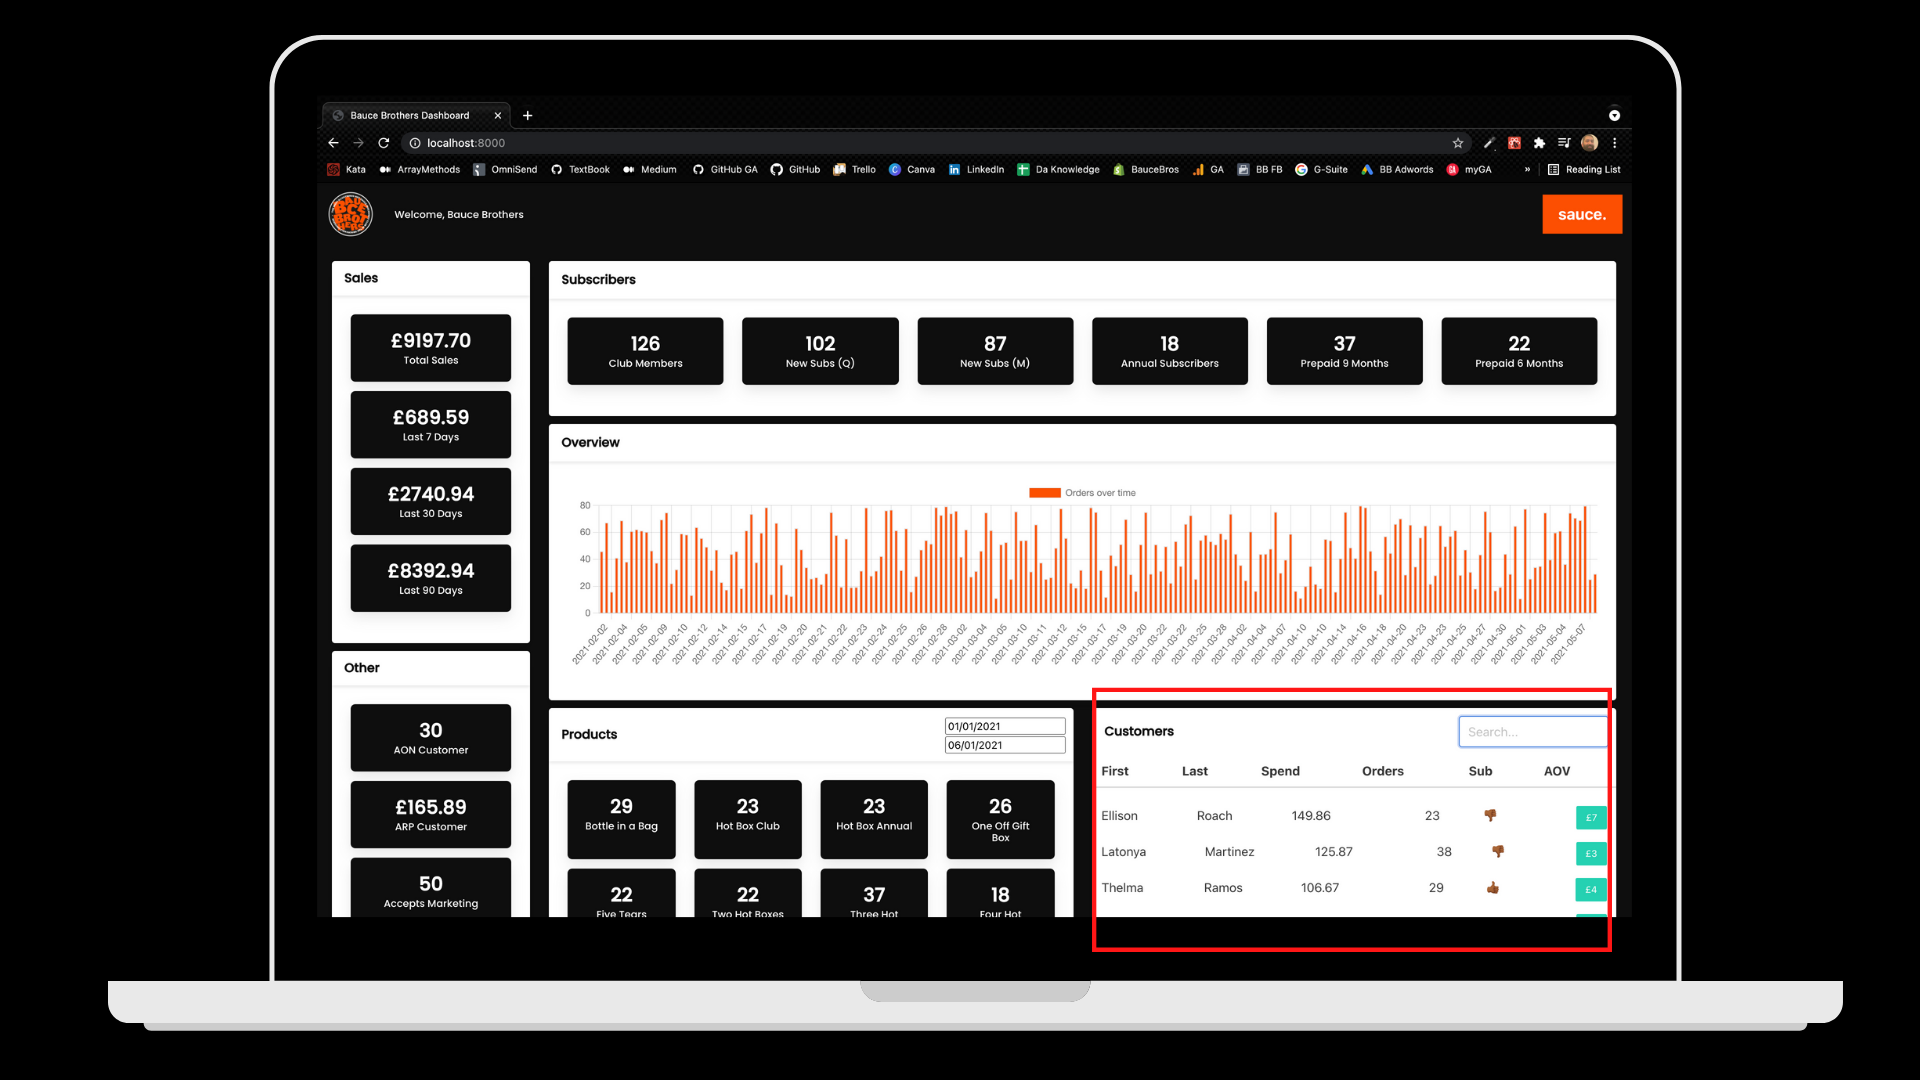 Bauce Brothers Dashboard
localhost:8000
Kata ArrayMethods OmniSend TextBook Medium GitHub GA GitHub Trello Canva LinkedIn Da Knowledge BauceBros GA BB FB G-Suite BB Adwords myGA » Reading List
BAUCE BROTHERS
Welcome, Bauce Brothers
sauce.
Sales
£9197.70
Total Sales
£689.59
Last 7 Days
£2740.94
Last 30 Days
£8392.94
Last 90 Days
Other
30
AON Customer
£165.89
ARP Customer
50
Accepts Marketing
Subscribers
126
Club Members
102
New Subs (Q)
87
New Subs (M)
18
Annual Subscribers
37
Prepaid 9 Months
22
Prepaid 6 Months
Overview
Orders over time
80
60
40
20
0
2021-02-02 2021-02-04 2021-02-05 2021-02-09 2021-02-10 2021-02-12 2021-02-14 2021-02-15 2021-02-17 2021-02-19 2021-02-20 2021-02-21 2021-02-22 2021-02-23 2021-02-24 2021-02-25 2021-02-26 2021-02-28 2021-03-02 2021-03-04 2021-03-05 2021-03-10 2021-03-11 2021-03-12 2021-03-15 2021-03-17 2021-03-19 2021-03-20 2021-03-22 2021-03-22 2021-03-25 2021-03-28 2021-04-02 2021-04-04 2021-04-07 2021-04-10 2021-04-10 2021-04-14 2021-04-16 2021-04-18 2021-04-20 2021-04-23 2021-04-23 2021-04-25 2021-04-27 2021-04-30 2021-05-01 2021-05-03 2021-05-04 2021-05-07
Products
01/01/2021
06/01/2021
29
Bottle in a Bag
23
Hot Box Club
23
Hot Box Annual
26
One Off Gift
Box
22
Five Tears
22
Two Hot Boxes
37
Three Hot
18
Four Hot
Customers
Search...
First Last Spend Orders Sub AOV
Ellison Roach 149.86 23 £7
Latonya Martinez 125.87 38 £3
Thelma Ramos 106.67 29 £4